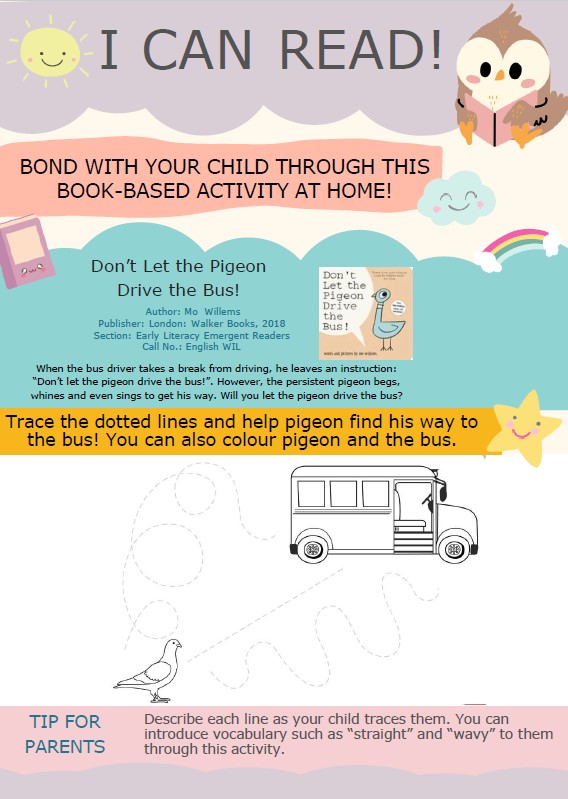 I CAN READ!
BOND WITH YOUR CHILD THROUGH THIS
BOOK-BASED ACTIVITY AT HOME!
Don't Let the Pigeon
Drive the Bus!
Author: Mo Willems
Publisher: London: Walker Books, 2018
Section: Early Literacy Emergent Readers
Call No.: English WIL
Don't
Let the
Pigeon
Drive
the
Bus!
words and pictures by mo willems
When the bus driver takes a break from driving, he leaves an instruction:
“Don’t let the pigeon drive the bus!”. However, the persistent pigeon begs,
whines and even sings to get his way. Will you let the pigeon drive the bus?
Trace the dotted lines and help pigeon find his way to
the bus! You can also colour pigeon and the bus.
TIP FOR
PARENTS
Describe each line as your child traces them. You can
introduce vocabulary such as “straight” and “wavy” to them
through this activity.